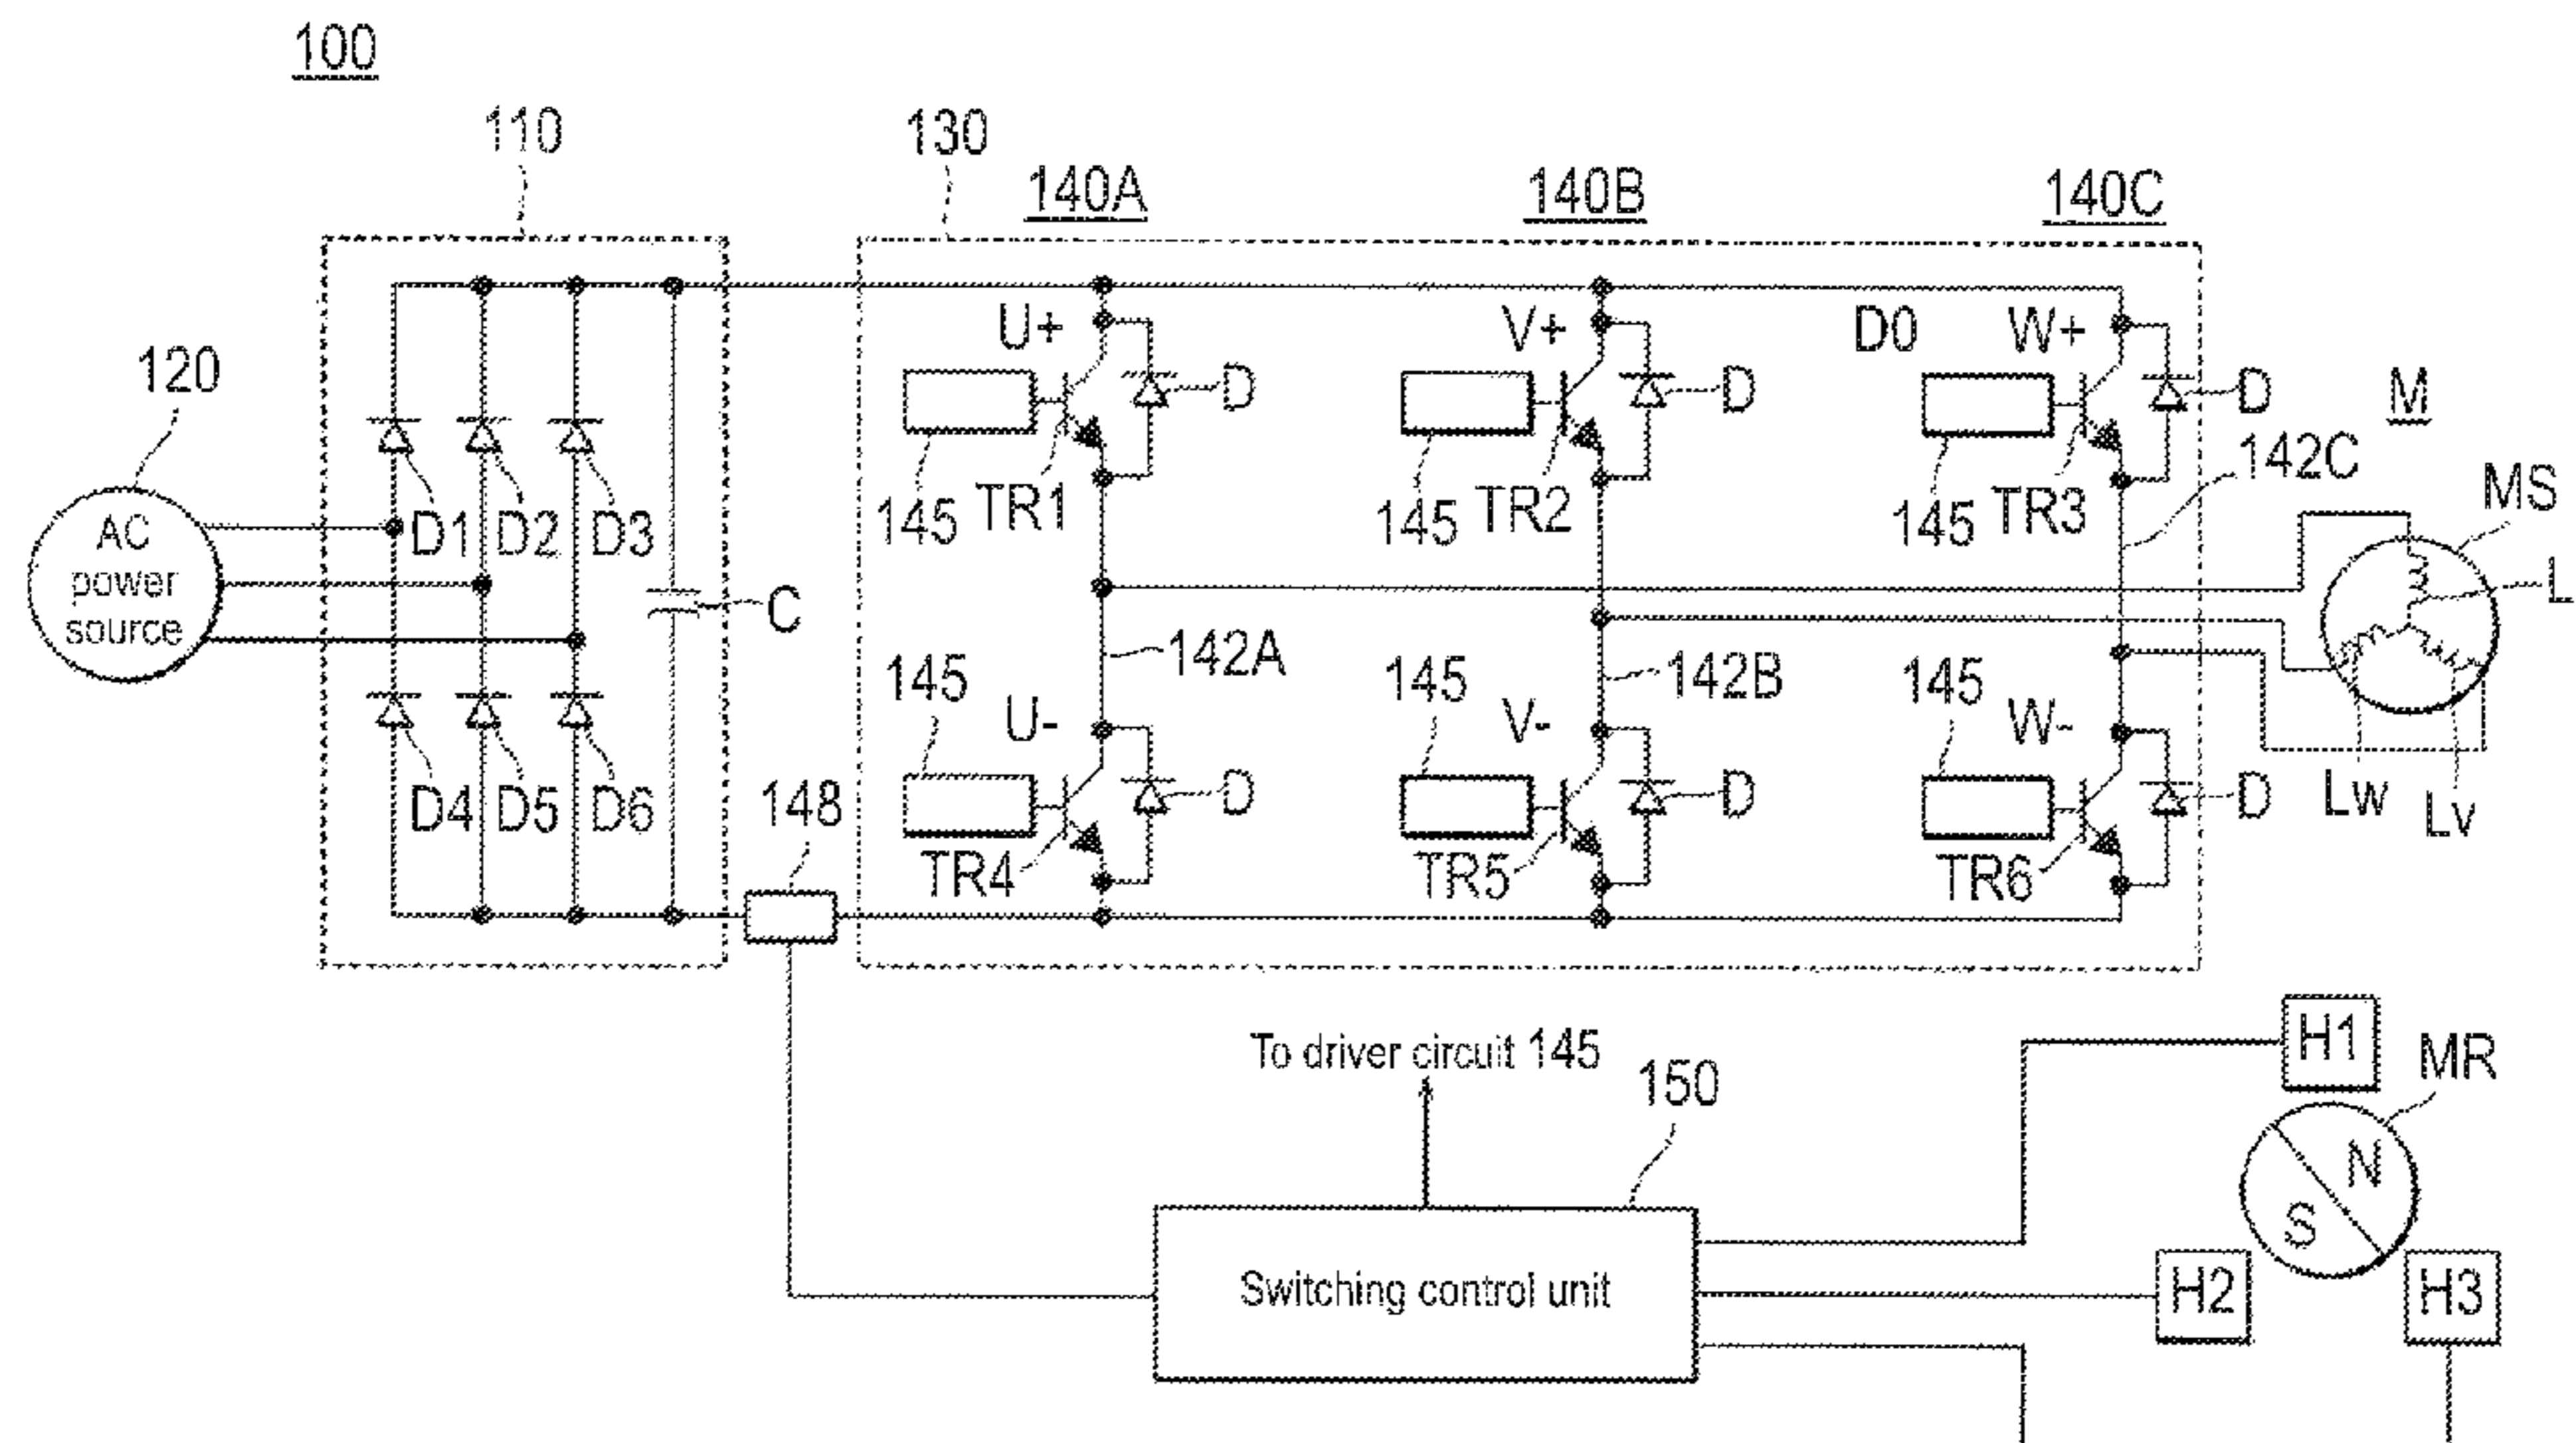 100
110
130
140A
140B
140C
120
U+
V+
D0
W+
D
D
D
M
AC
power
source
D1
D2
D3
145
TR1
145
TR2
145
TR3
142C
MS
C
L
145
142A
145
142B
145
U-
V-
W-
D4
D5
D6
148
D
D
D
Lw
Lv
TR4
TR5
TR6
To driver circuit 145
150
H1
MR
N
S
Switching control unit
H2
H3